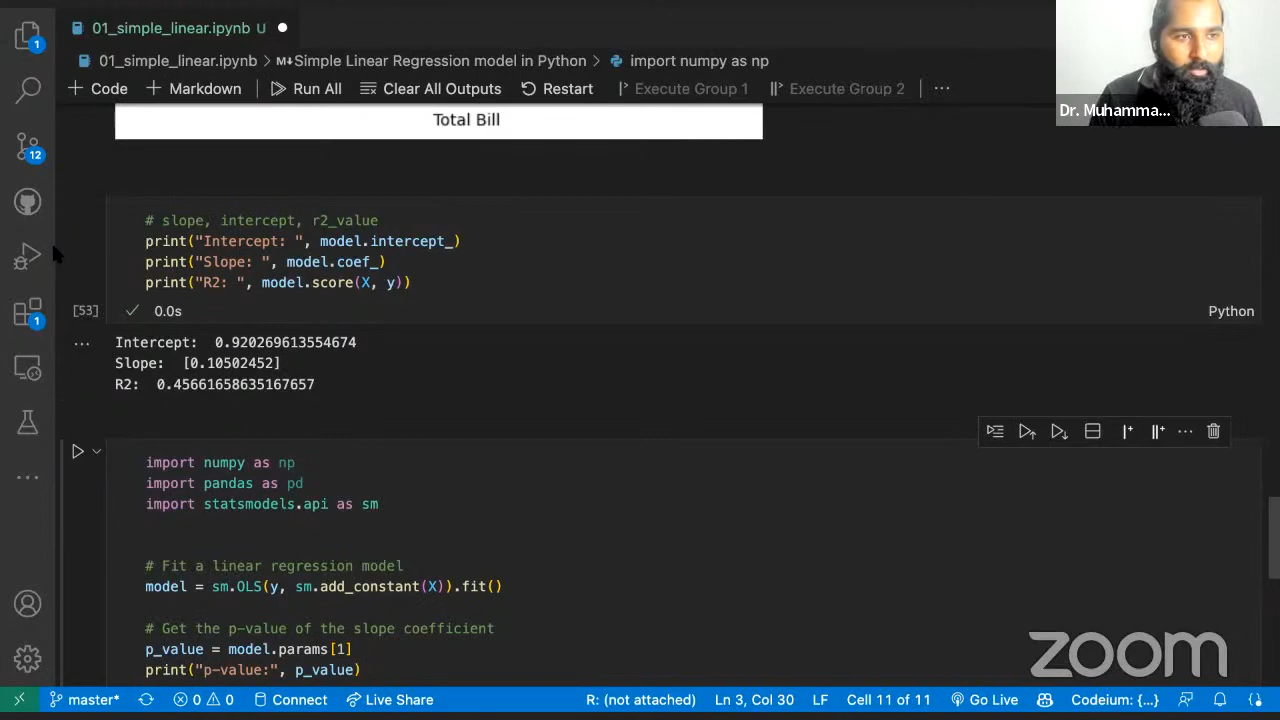 01_simple_linear.ipynb U
01_simple_linear.ipynb > M↓Simple Linear Regression model in Python > import numpy as np
+ Code + Markdown Run All Clear All Outputs Restart Execute Group 1 Execute Group 2 ...
Dr. Muhamma...
Total Bill
1
12
1
# slope, intercept, r2_value
print("Intercept: ", model.intercept_)
print("Slope: ", model.coef_)
print("R2: ", model.score(X, y))
[53] 0.0s Python
... Intercept:  0.920269613554674
Slope:  [0.10502452]
R2:  0.45661658635167657
import numpy as np
import pandas as pd
import statsmodels.api as sm
# Fit a linear regression model
model = sm.OLS(y, sm.add_constant(X)).fit()
# Get the p-value of the slope coefficient
p_value = model.params[1]
print("p-value:", p_value)
zoom
master* 0 0 Connect Live Share R: (not attached) Ln 3, Col 30 LF Cell 11 of 11 Go Live Codeium: {...}